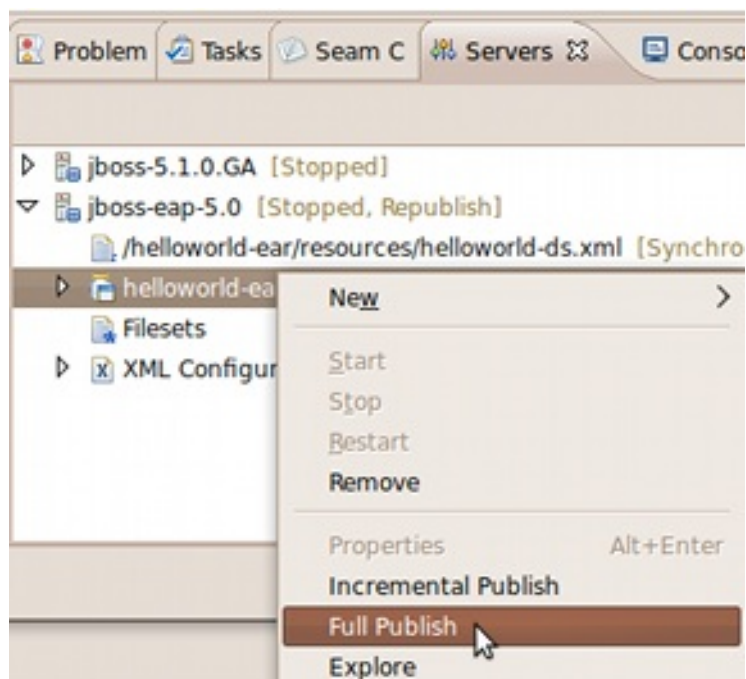 Problem Tasks Seam C Servers Conso
jboss-5.1.0.GA [Stopped]
jboss-eap-5.0 [Stopped, Republish]
/helloworld-ear/resources/helloworld-ds.xml [Synchro
helloworld-ea
Filesets
XML Configur
New
Start
Stop
Restart
Remove
Properties Alt+Enter
Incremental Publish
Full Publish
Explore